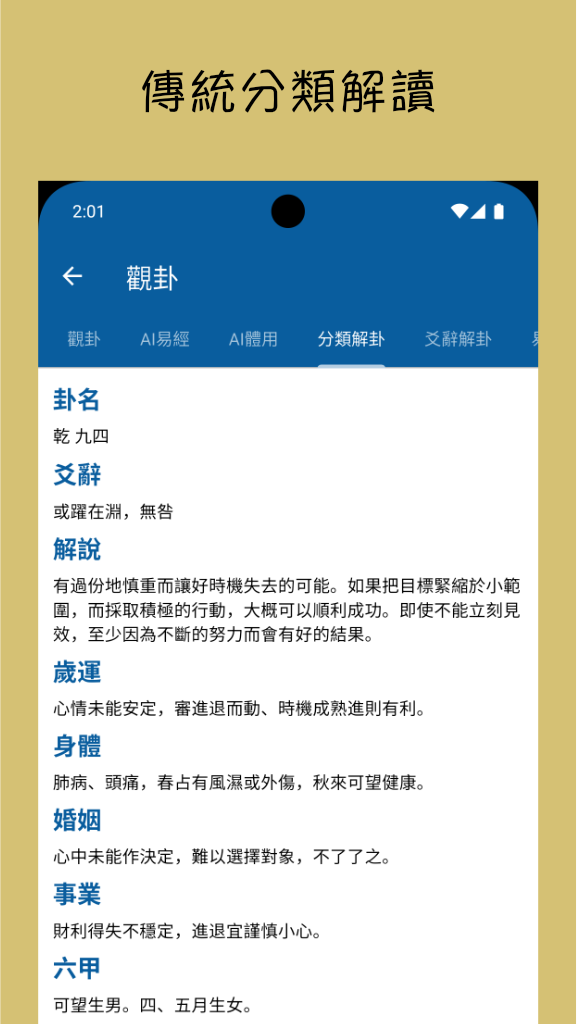 傳統分類解讀
2:01
觀卦
觀卦 AI易經 AI體用 分類解卦 爻辭解卦
卦名
乾 九四
爻辭
或躍在淵，無咎
解說
有過份地慎重而讓好時機失去的可能。如果把目標緊縮於小範
圍，而採取積極的行動，大概可以順利成功。即使不能立刻見
效，至少因為不斷的努力而會有好的結果。
歲運
心情未能安定，審進退而動、時機成熟進則有利。
身體
肺病、頭痛，春占有風濕或外傷，秋來可望健康。
婚姻
心中未能作決定，難以選擇對象，不了了之。
事業
財利得失不穩定，進退宜謹慎小心。
六甲
可望生男。四、五月生女。